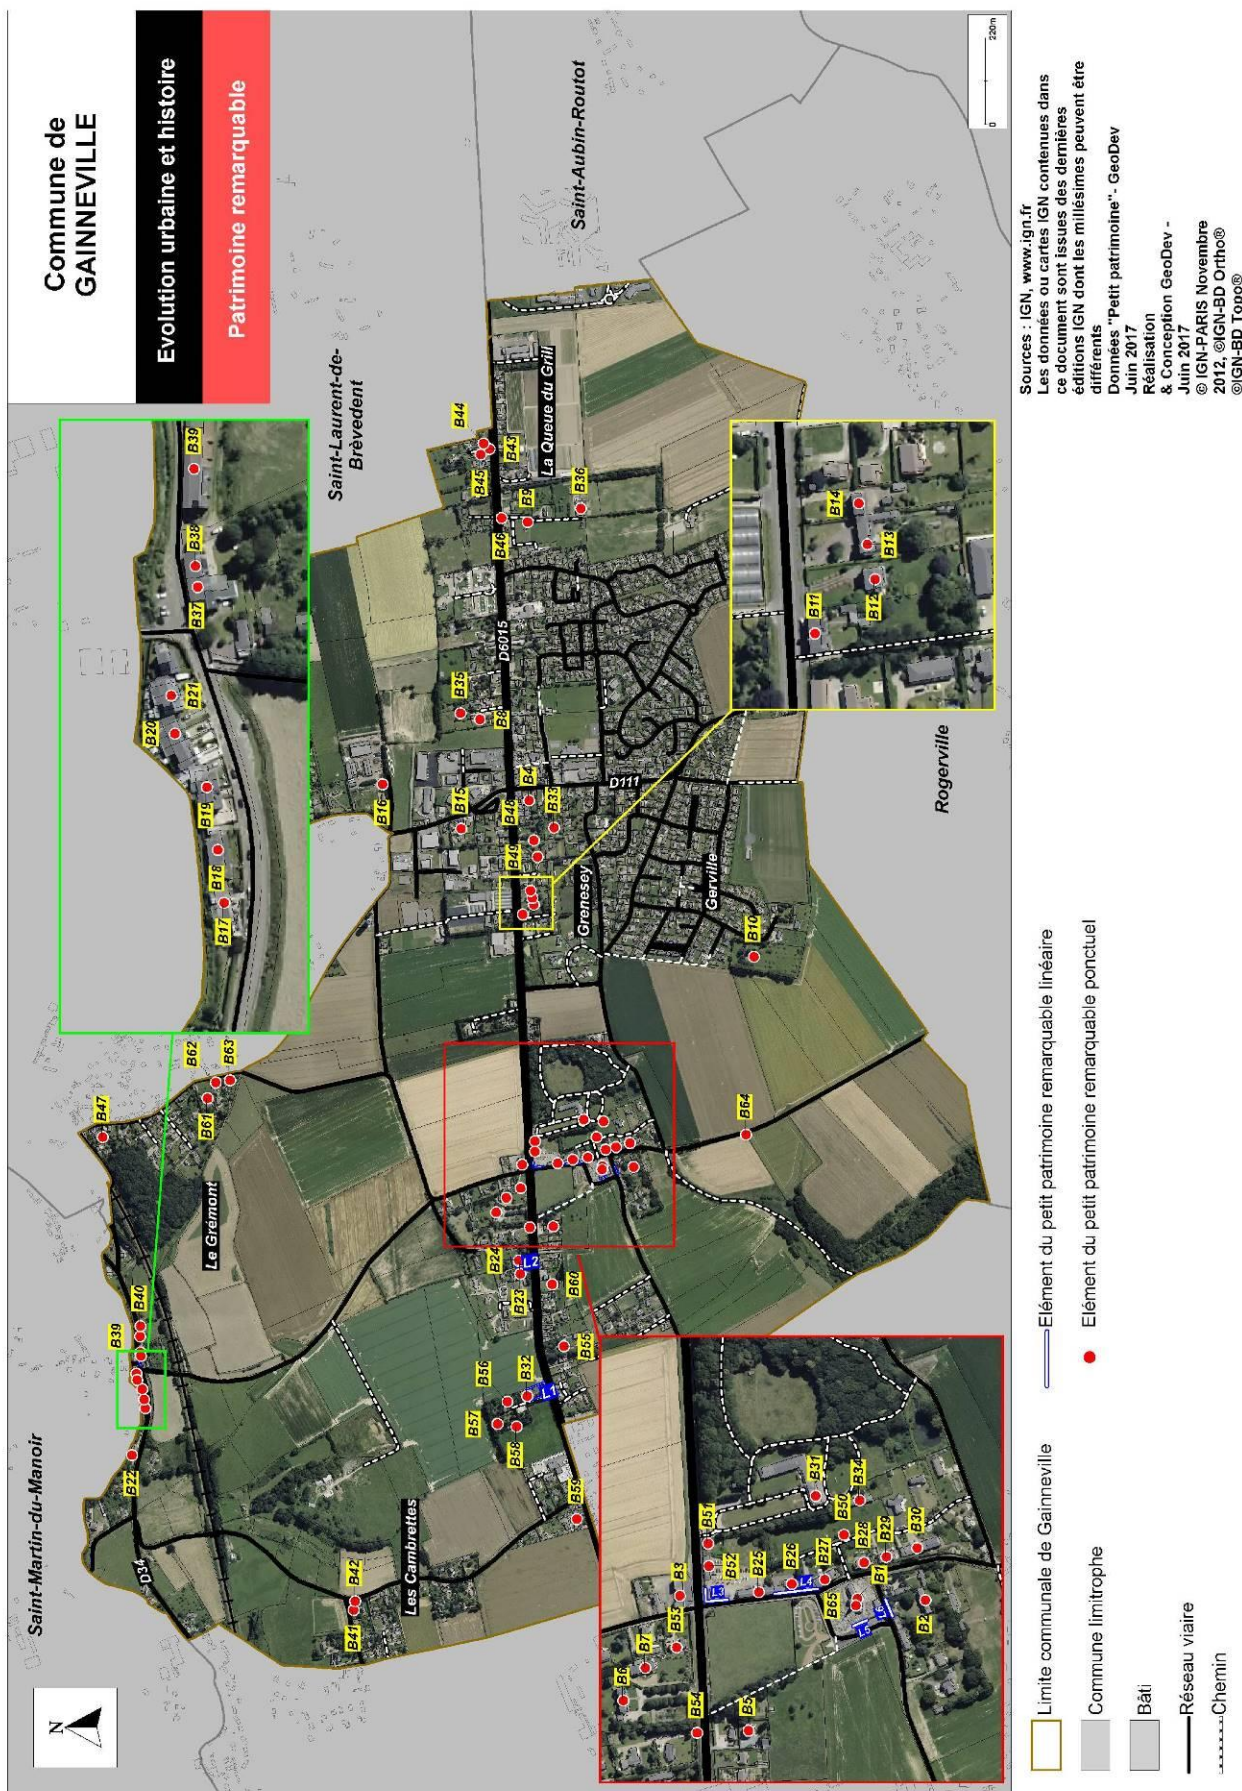 Commune de
GAINNEVILLE
Evolution urbaine et histoire
Patrimoine remarquable
N
Saint-Martin-du-Manoir
Saint-Laurent-de-
Brèvedent
Saint-Aubin-Routot
Rogerville
Le Grémont
Les Cambrettes
La Queue du Grill
Grenesey
Gerville
D34
D6015
D111
B22
B39
B40
B47
B61
B62
B63
B41
B42
B57
B56
B58
B32
L1
B59
B55
B23
B24
L2
B60
B64
B10
B16
B15
B35
B8
B48
B4
B49
B33
B44
B45
B43
B46
B9
B36
B17
B18
B19
B20
B21
B37
B38
B39
B11
B12
B13
B14
B6
B7
B53
B3
B54
B5
B51
B52
L3
B25
B26
L4
B27
B31
B50
B34
B28
B29
B30
B1
B65
L5
L6
B2
0
220m
Limite communale de Gainneville
Commune limitrophe
Bâti
Réseau viaire
Chemin
Elément du petit patrimoine remarquable linéaire
Elément du petit patrimoine remarquable ponctuel
Sources : IGN, www.ign.fr
Les données ou cartes IGN contenues dans
ce document sont issues des dernières
éditions IGN dont les millésimes peuvent être
différents
Données "Petit patrimoine"- GeoDev
Juin 2017
Réalisation
& Conception GeoDev -
Juin 2017
© IGN-PARIS Novembre
2012, ©IGN-BD Ortho®
©IGN-BD Topo®